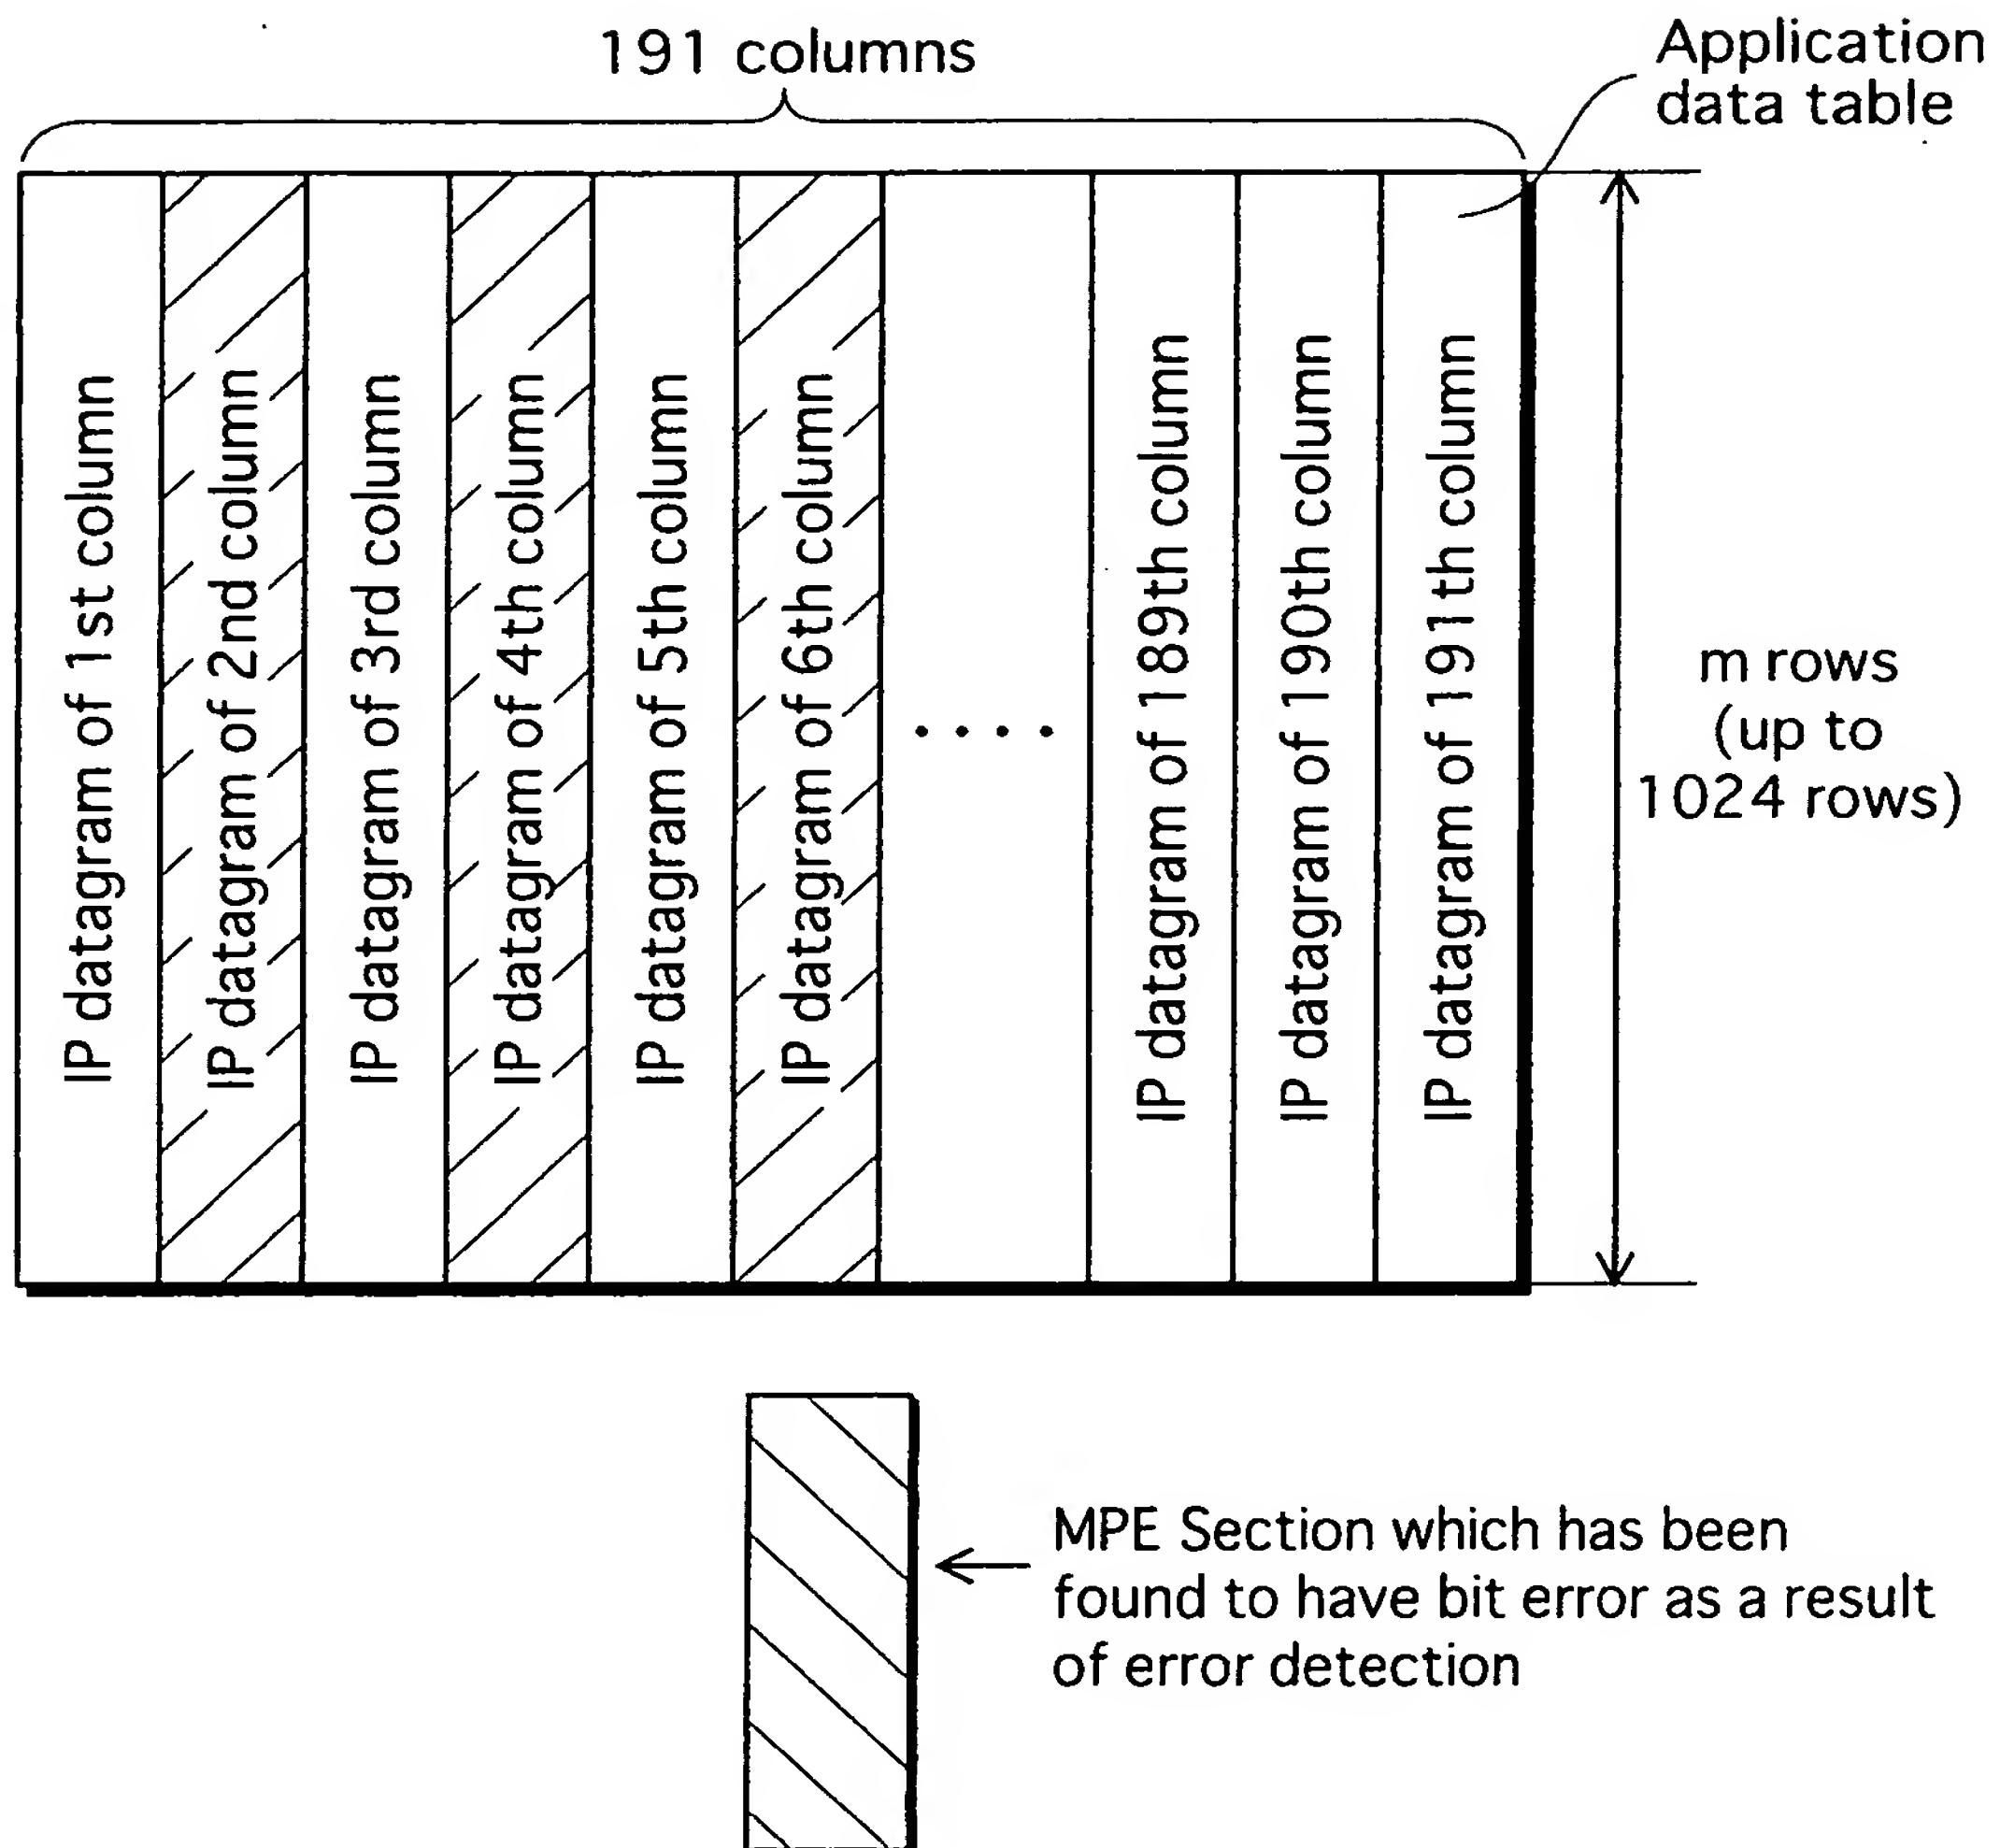 191 columns
Application
data table
IP datagram of 1st column
IP datagram of 2nd column
IP datagram of 3rd column
IP datagram of 4th column
IP datagram of 5th column
IP datagram of 6th column
....
IP datagram of 189th column
IP datagram of 190th column
IP datagram of 191th column
m rows
(up to
1024 rows)
MPE Section which has been
found to have bit error as a result
of error detection